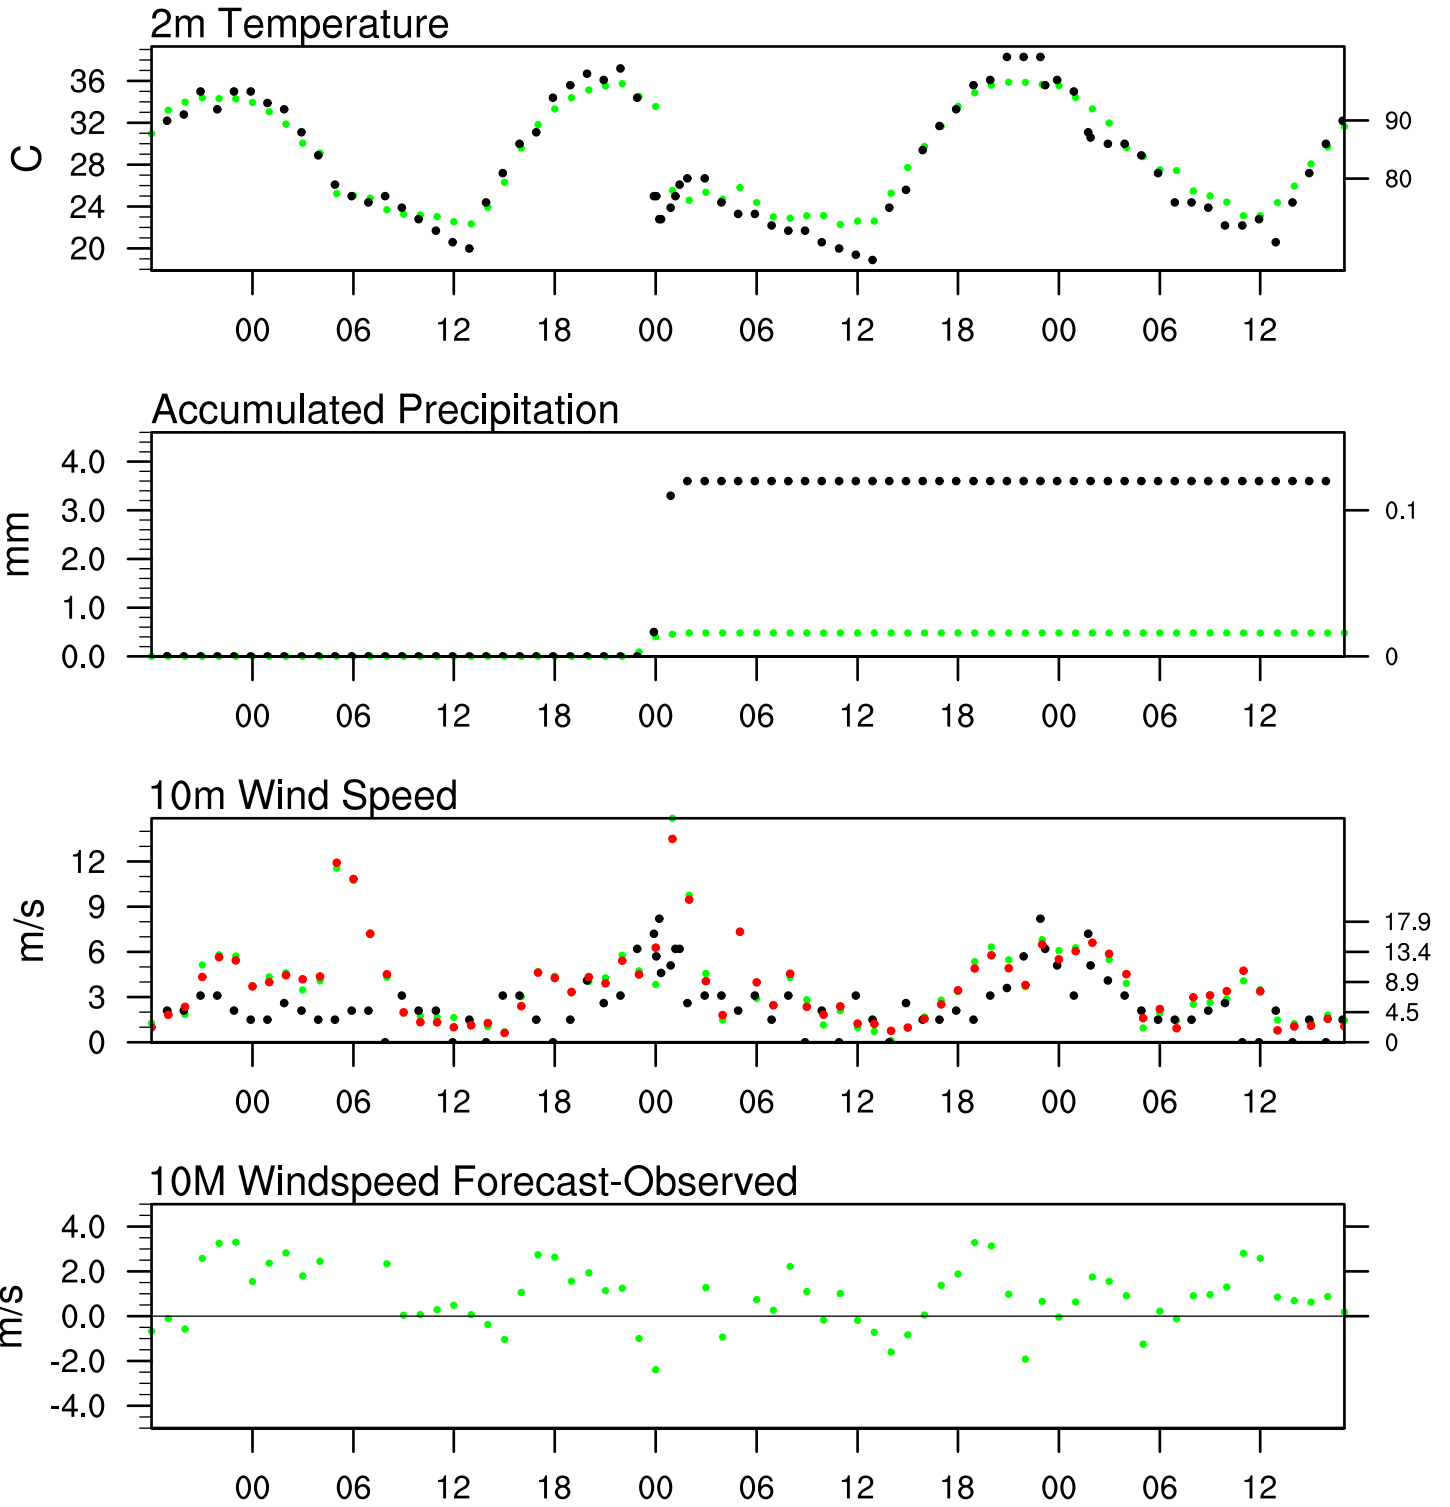 2m Temperature
36
32
28
24
20
C
90
80
00 06 12 18 00 06 12 18 00 06 12
Accumulated Precipitation
4.0
3.0
2.0
1.0
0.0
mm
0.1
0
00 06 12 18 00 06 12 18 00 06 12
10m Wind Speed
12
9
6
3
0
m/s
17.9
13.4
8.9
4.5
0
00 06 12 18 00 06 12 18 00 06 12
10M Windspeed Forecast-Observed
4.0
2.0
0.0
-2.0
-4.0
m/s
00 06 12 18 00 06 12 18 00 06 12